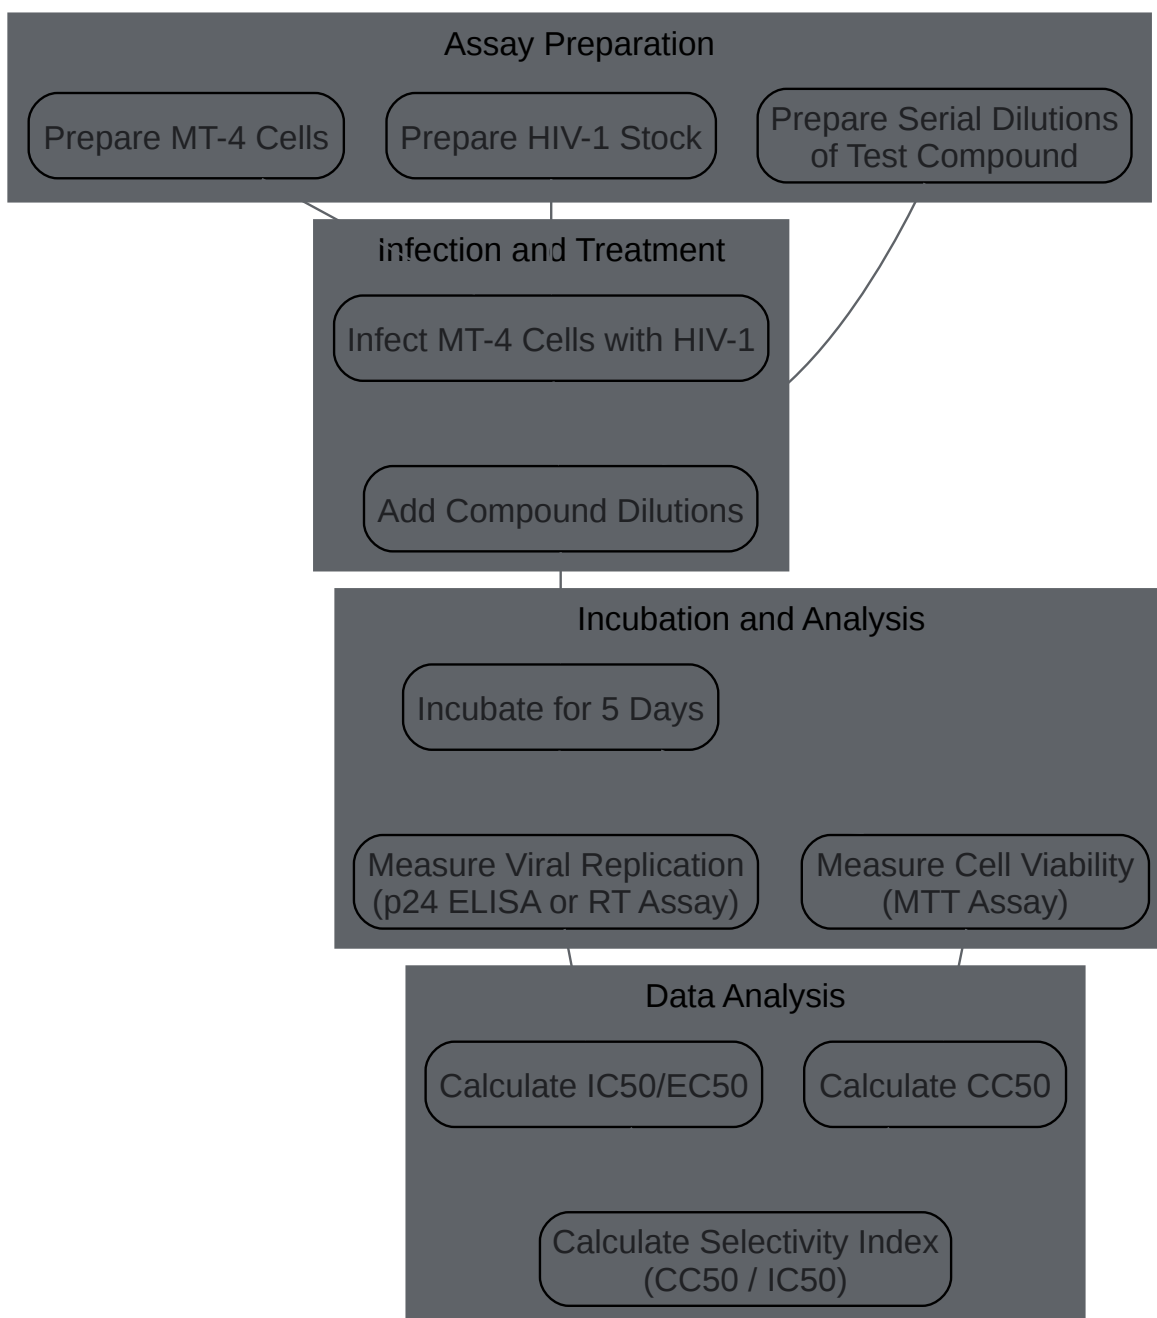 Assay Preparation
Prepare MT-4 Cells
Prepare HIV-1 Stock
Prepare Serial Dilutions
of Test Compound
Infection and Treatment
Infect MT-4 Cells with HIV-1
Add Compound Dilutions
Incubation and Analysis
Incubate for 5 Days
Measure Viral Replication
(p24 ELISA or RT Assay)
Measure Cell Viability
(MTT Assay)
Data Analysis
Calculate IC50/EC50
Calculate CC50
Calculate Selectivity Index
(CC50 / IC50)